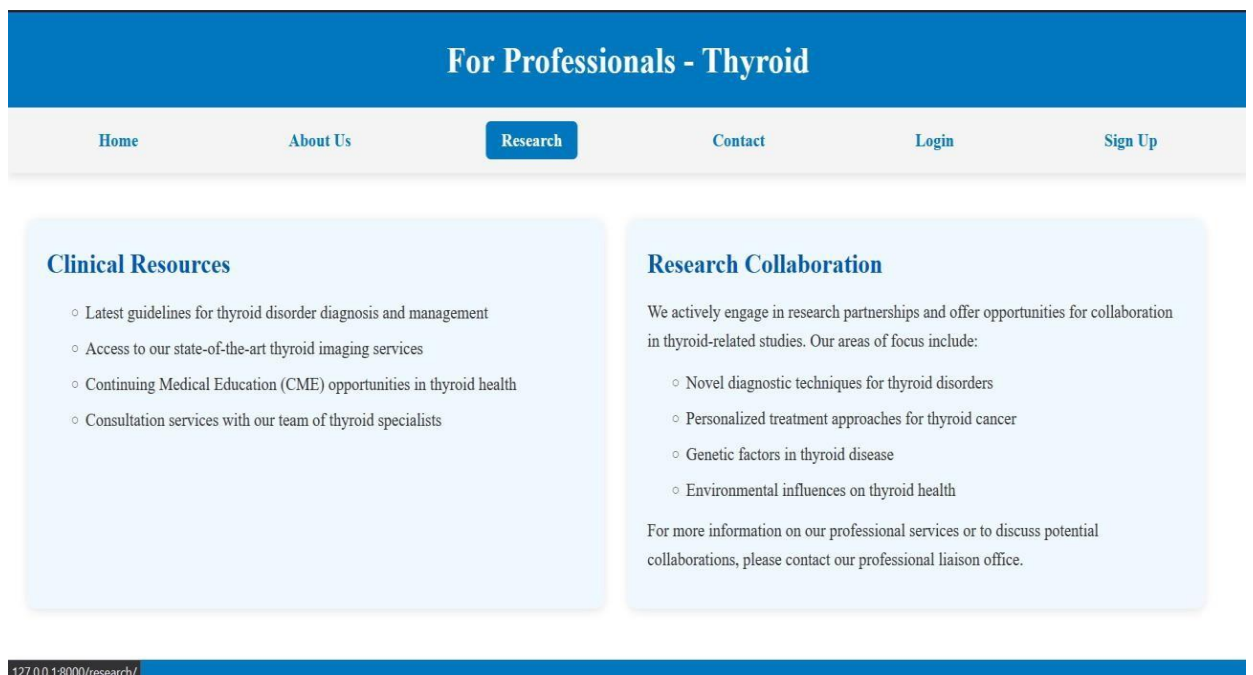 For Professionals - Thyroid
Home About Us Research Contact Login Sign Up
Clinical Resources
○ Latest guidelines for thyroid disorder diagnosis and management
○ Access to our state-of-the-art thyroid imaging services
○ Continuing Medical Education (CME) opportunities in thyroid health
○ Consultation services with our team of thyroid specialists
Research Collaboration
We actively engage in research partnerships and offer opportunities for collaboration
in thyroid-related studies. Our areas of focus include:
○ Novel diagnostic techniques for thyroid disorders
○ Personalized treatment approaches for thyroid cancer
○ Genetic factors in thyroid disease
○ Environmental influences on thyroid health
For more information on our professional services or to discuss potential
collaborations, please contact our professional liaison office.
127.0.0.1:8000/research/